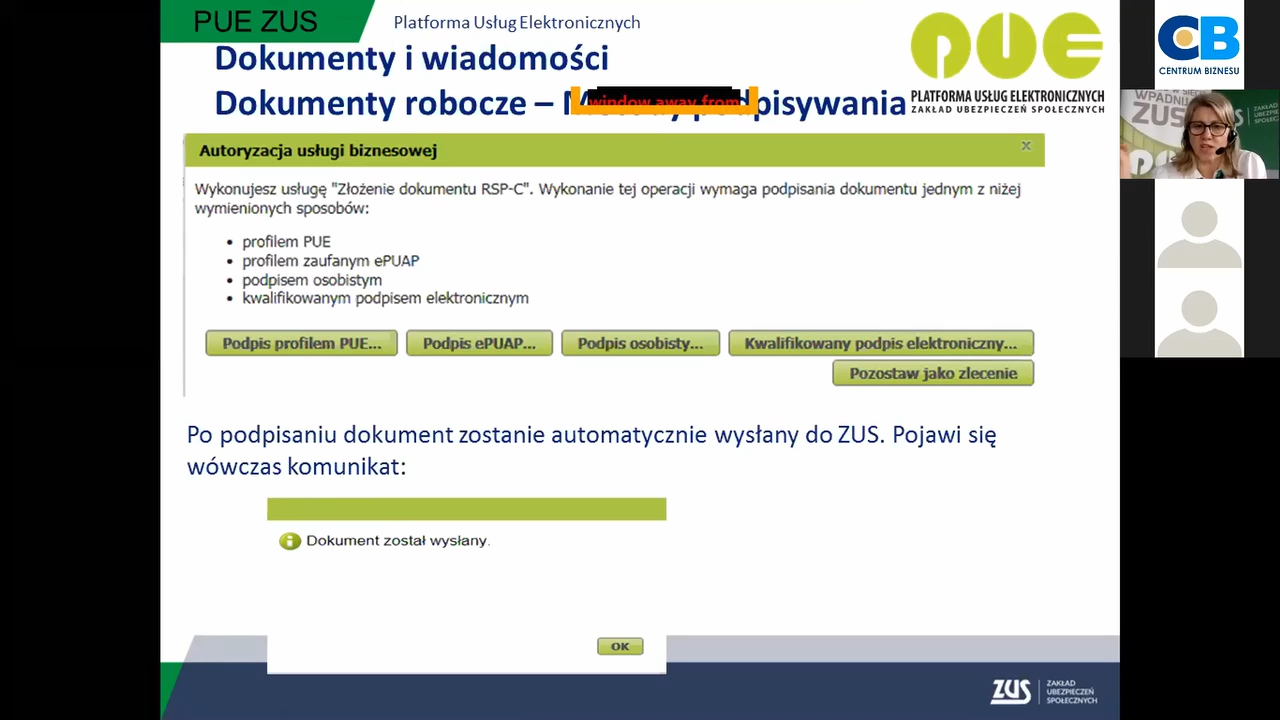 PUE ZUS
Platforma Usług Elektronicznych
Dokumenty i wiadomości
Dokumenty robocze –
window away from
PUE
PLATFORMA USŁUG ELEKTRONICZNYCH
ZAKŁAD UBEZPIECZEŃ SPOŁECZNYCH
Autoryzacja usługi biznesowej
Wykonujesz usługę "Złożenie dokumentu RSP-C". Wykonanie tej operacji wymaga podpisania dokumentu jednym z niżej
wymienionych sposobów:
profilem PUE
profilem zaufanym ePUAP
podpisem osobistym
kwalifikowanym podpisem elektronicznym
Podpis profilem PUE...
Podpis ePUAP...
Podpis osobisty...
Kwalifikowany podpis elektroniczny...
Pozostaw jako zlecenie
Po podpisaniu dokument zostanie automatycznie wysłany do ZUS. Pojawi się
wówczas komunikat:
Dokument został wysłany.
OK
ZUS
ZAKŁAD
UBEZPIECZEŃ
SPOŁECZNYCH
CB
CENTRUM BIZNESU
WPADNIJ
ZUS